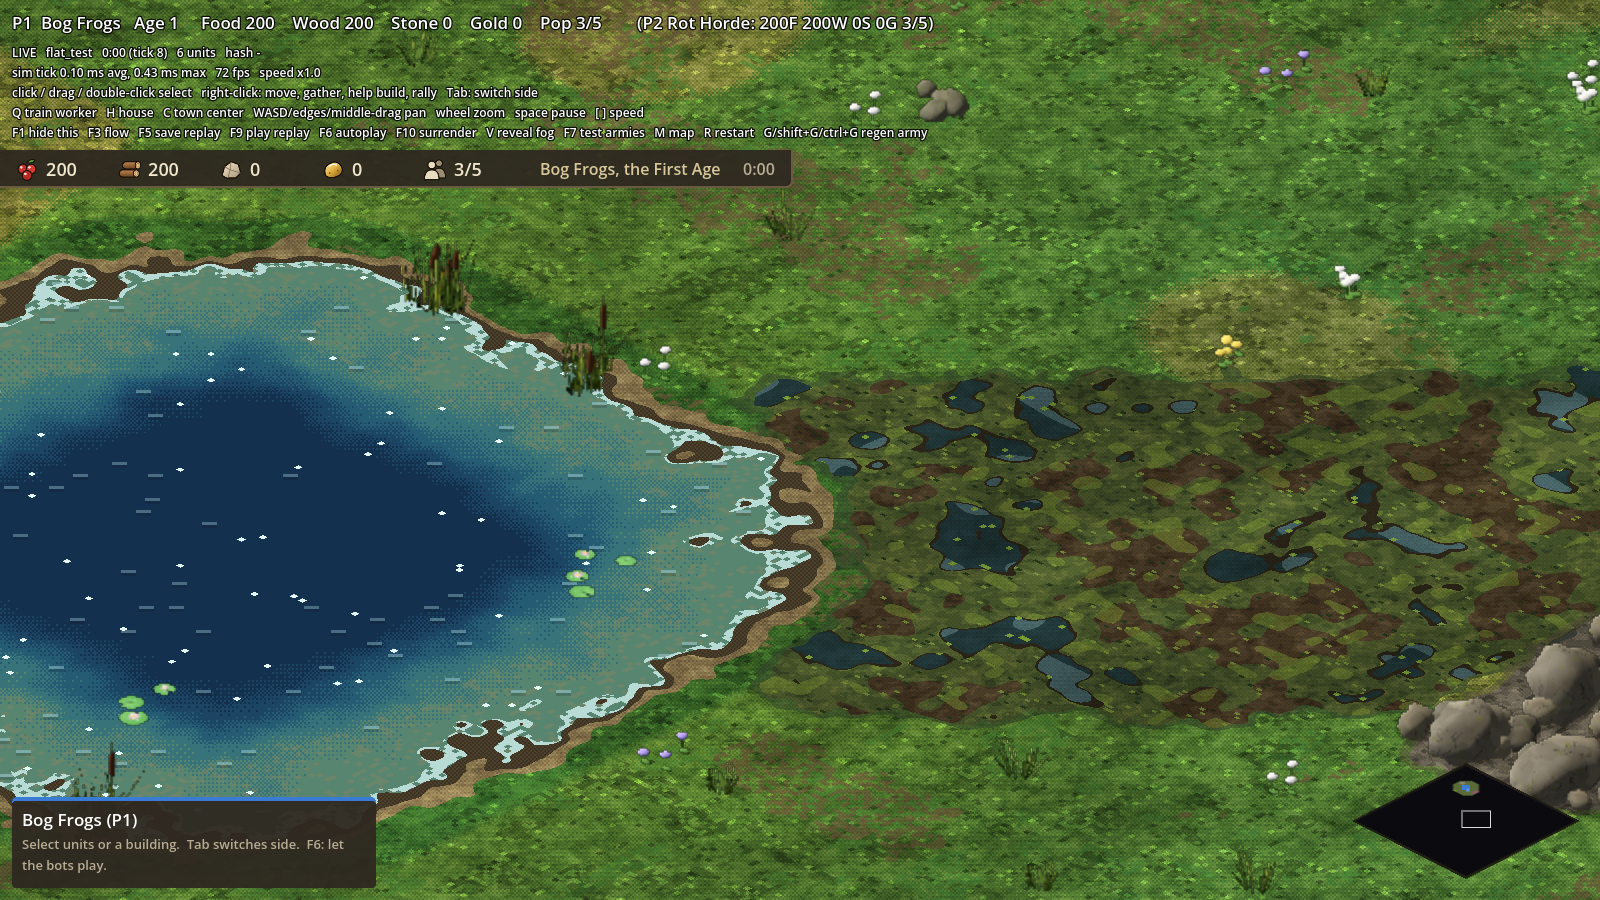 P1 Bog Frogs Age 1 Food 200 Wood 200 Stone 0 Gold 0 Pop 3/5 (P2 Rot Horde: 200F 200W 0S 0G 3/5)
LIVE flat_test 0:00 (tick 8) 6 units hash -
sim tick 0.10 ms avg, 0.43 ms max 72 fps speed x1.0
click / drag / double-click select right-click: move, gather, help build, rally Tab: switch side
Q train worker H house C town center WASD/edges/middle-drag pan wheel zoom space pause [ ] speed
F1 hide this F3 flow F5 save replay F9 play replay F6 autoplay F10 surrender V reveal fog F7 test armies M map R restart G/shift+G/ctrl+G regen army
200 200 0 0 3/5 Bog Frogs, the First Age 0:00
Bog Frogs (P1)
Select units or a building. Tab switches side. F6: let
the bots play.